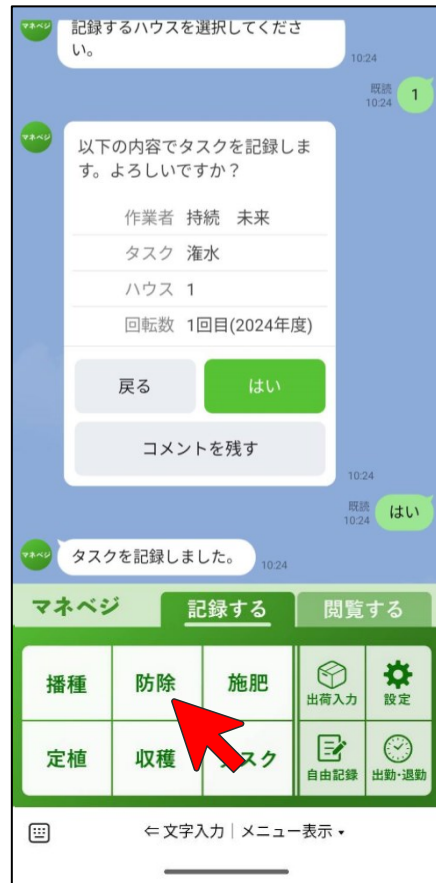 マネベジ
記録するハウスを選択してくださ
い。
10:24
既読
10:24
1
マネベジ
以下の内容でタスクを記録しま
す。よろしいですか？
作業者 持続 未来
タスク 潅水
ハウス 1
回転数 1回目(2024年度)
戻る
はい
コメントを残す
10:24
既読
10:24
はい
マネベジ
タスクを記録しました。
10:24
マネベジ
記録する
閲覧する
播種
防除
施肥
出荷入力
設定
定植
収穫
スク
自由記録
出勤・退勤
⇐文字入力｜メニュー表示▾